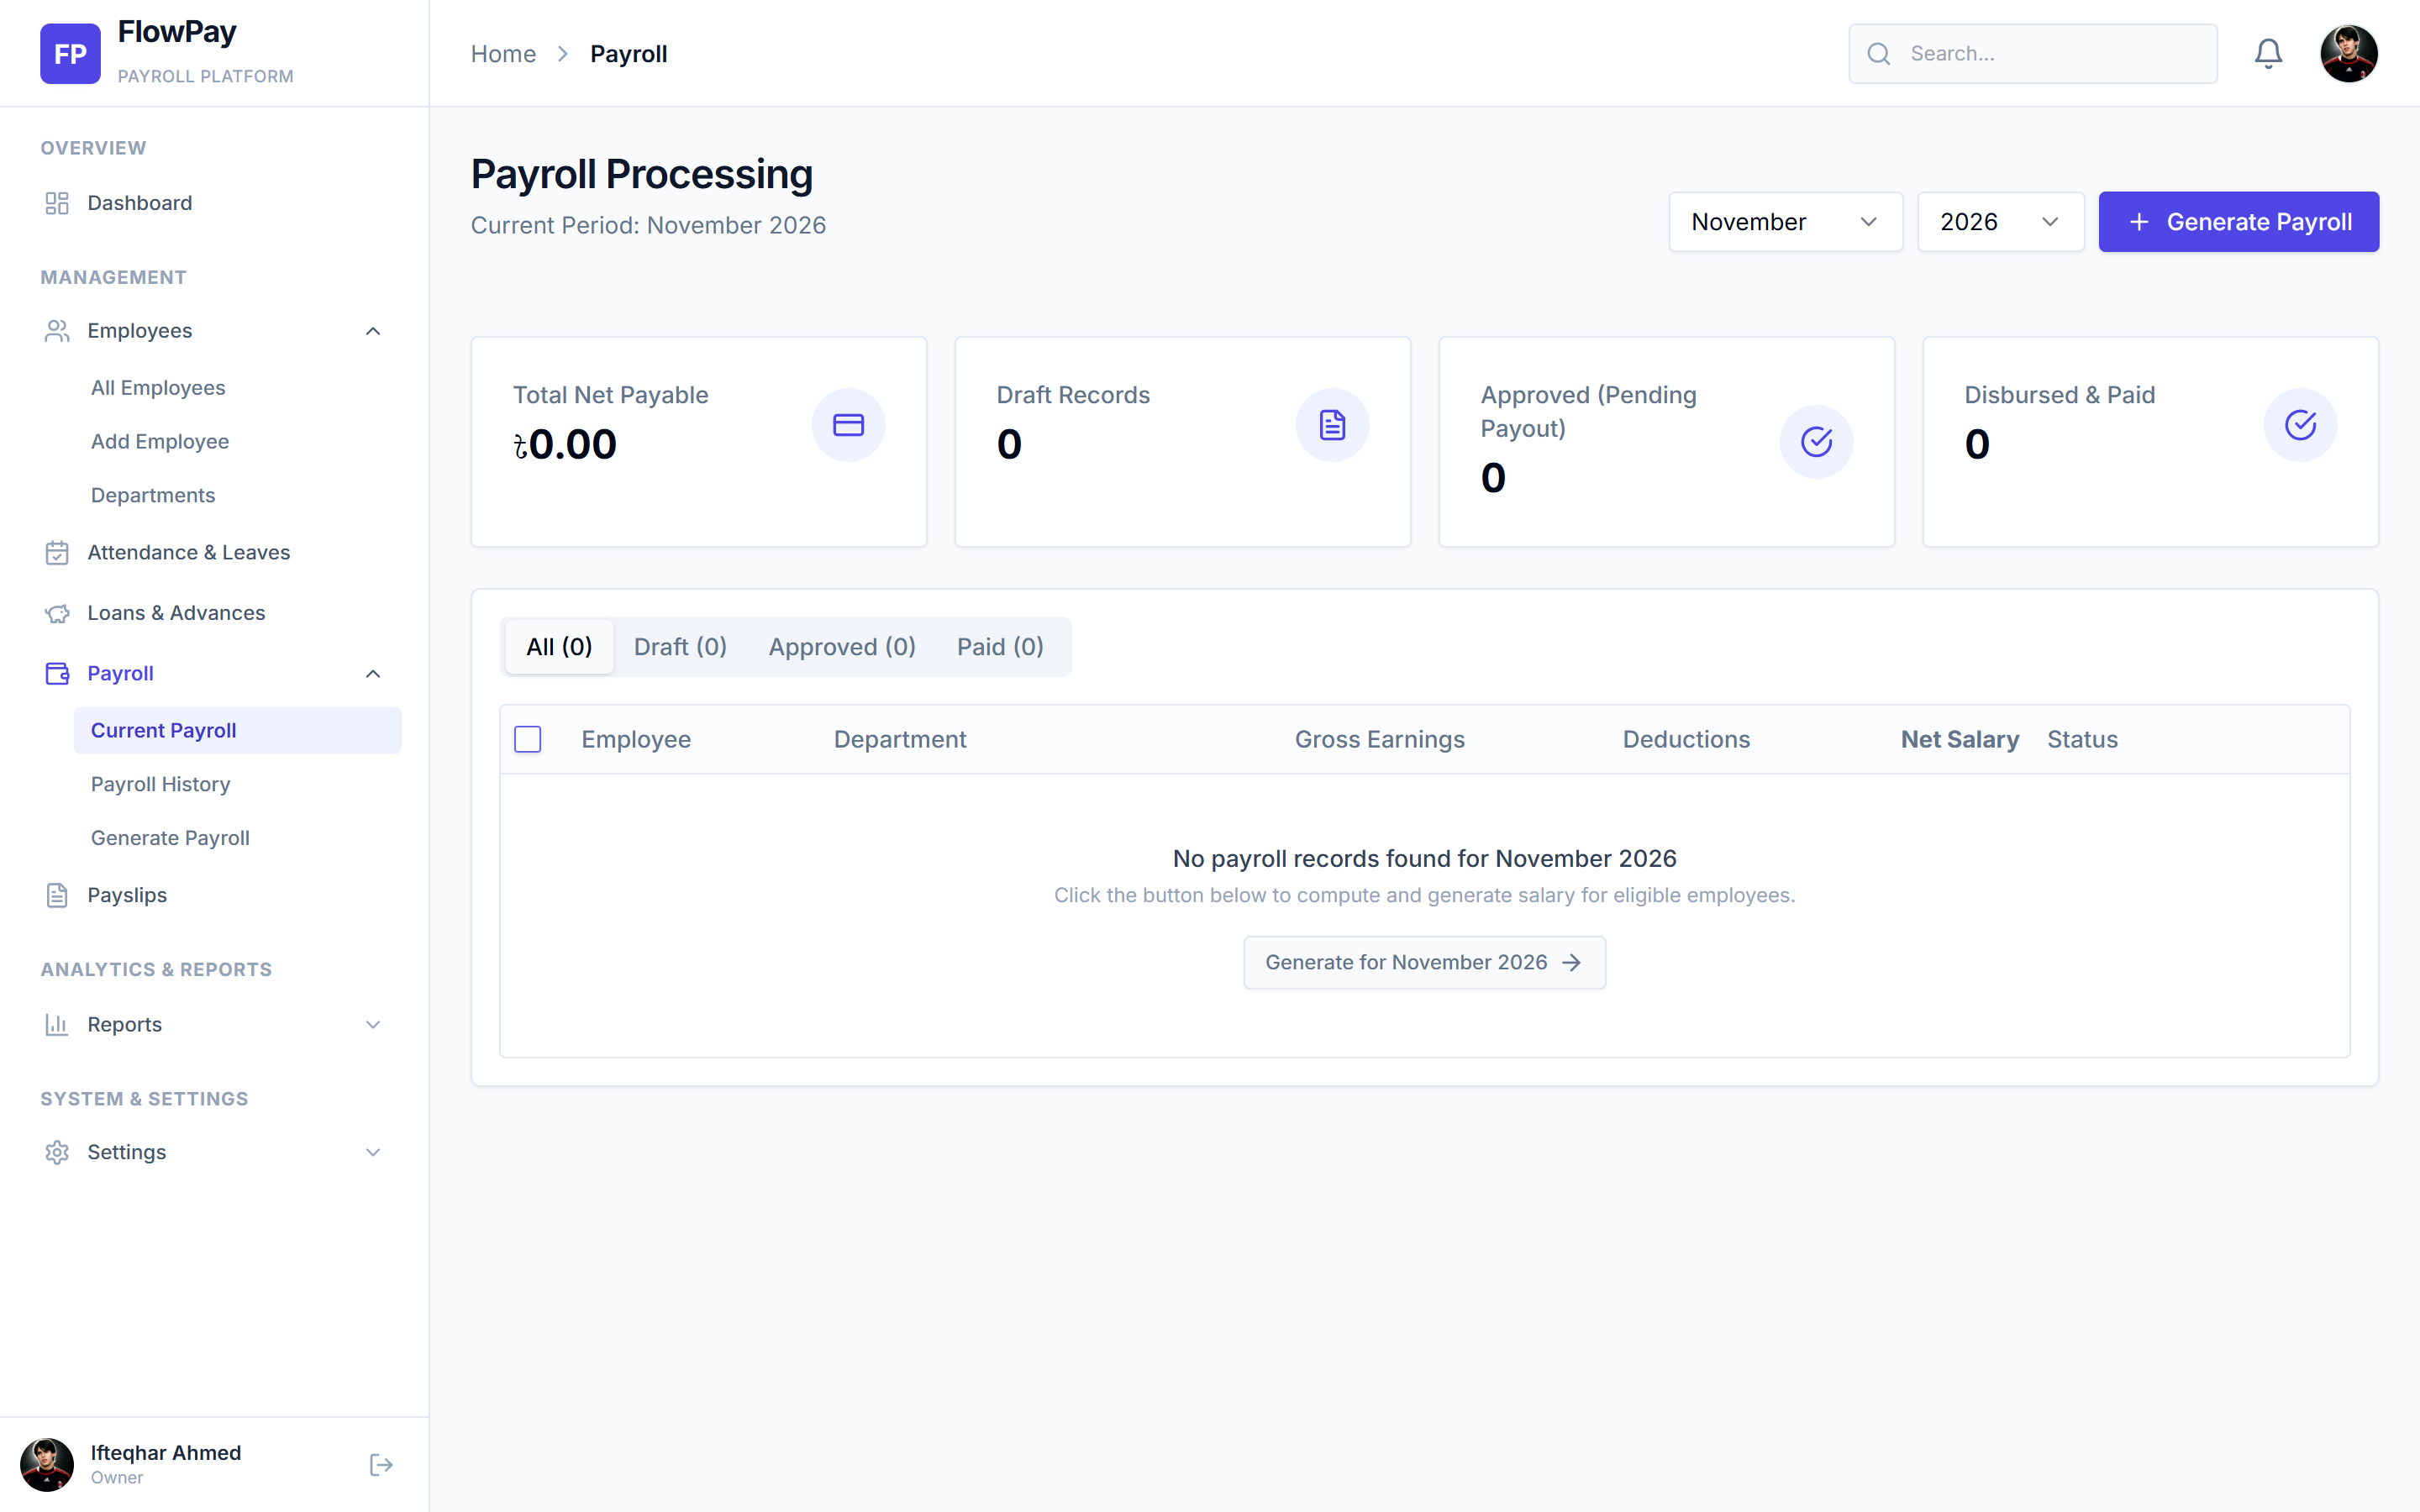 FP
FlowPay
PAYROLL PLATFORM
OVERVIEW
Dashboard
MANAGEMENT
Employees
All Employees
Add Employee
Departments
Attendance & Leaves
Loans & Advances
Payroll
Current Payroll
Payroll History
Generate Payroll
Payslips
ANALYTICS & REPORTS
Reports
SYSTEM & SETTINGS
Settings
Ifteqhar Ahmed
Owner
Home > Payroll
Search...
Payroll Processing
Current Period: November 2026
November
2026
+ Generate Payroll
Total Net Payable
৳0.00
Draft Records
0
Approved (Pending
Payout)
0
Disbursed & Paid
0
All (0) Draft (0) Approved (0) Paid (0)
Employee Department Gross Earnings Deductions Net Salary Status
No payroll records found for November 2026
Click the button below to compute and generate salary for eligible employees.
Generate for November 2026 →